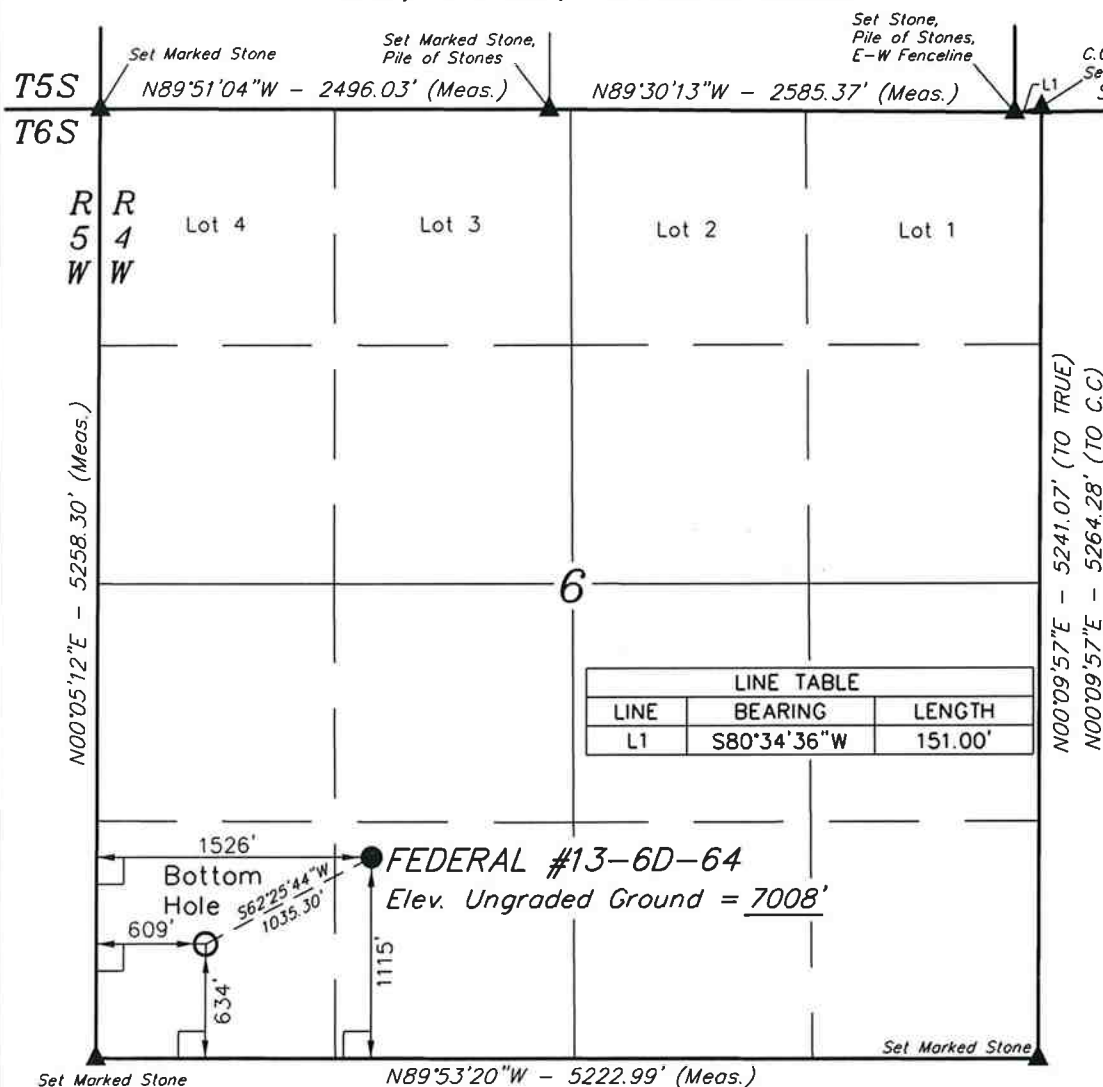 Set Marked Stone
Set Marked Stone,
Pile of Stones
Set Stone,
Pile of Stones,
E-W Fenceline
T5S
N89°51'04"W - 2496.03' (Meas.)
N89°30'13"W - 2585.37' (Meas.)
L1
T6S
R R
5 4
W W
Lot 4
Lot 3
Lot 2
Lot 1
N00°05'12"E - 5258.30' (Meas.)
N00°09'57"E - 5241.07' (TO TRUE)
N00°09'57"E - 5264.28' (TO C.C)
6
LINE TABLE
LINE BEARING LENGTH
L1 S80°34'36"W 151.00'
1526'
FEDERAL #13-6D-64
Elev. Ungraded Ground = 7008'
Bottom
Hole
S62°25'44"W
1035.30'
609'
634'
1115'
Set Marked Stone
Set Marked Stone
N89°53'20"W - 5222.99' (Meas.)